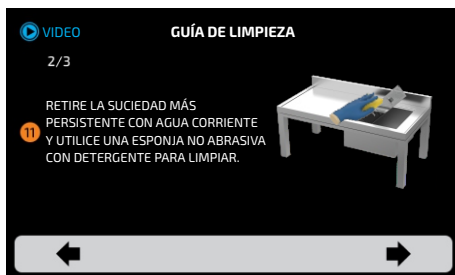 VIDEO
GUÍA DE LIMPIEZA
2/3
RETIRE LA SUCIEDAD MÁS
PERSISTENTE CON AGUA CORRIENTE
11
Y UTILICE UNA ESPONJA NO ABRASIVA
CON DETERGENTE PARA LIMPIAR.